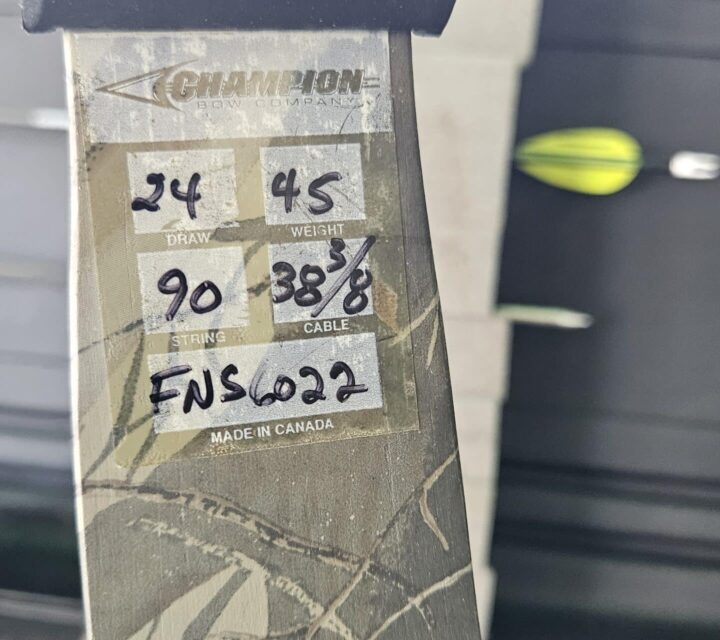 CHAMPION
BOW COMPANY
24 45
DRAW WEIGHT
90 38 3/8
STRING CABLE
FNS6022
MADE IN CANADA